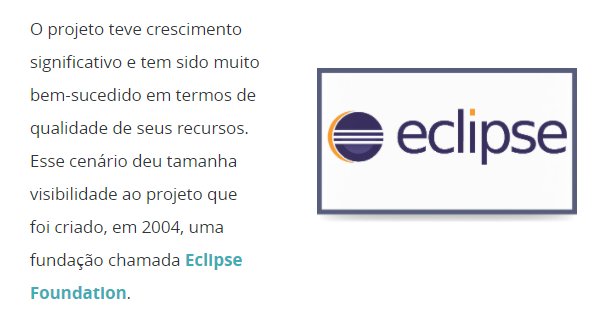 O projeto teve crescimento
significativo e tem sido muito
bem-sucedido em termos de
qualidade de seus recursos.
Esse cenário deu tamanha
visibilidade ao projeto que
foi criado, em 2004, uma
fundação chamada Eclipse
Foundation.
eclipse